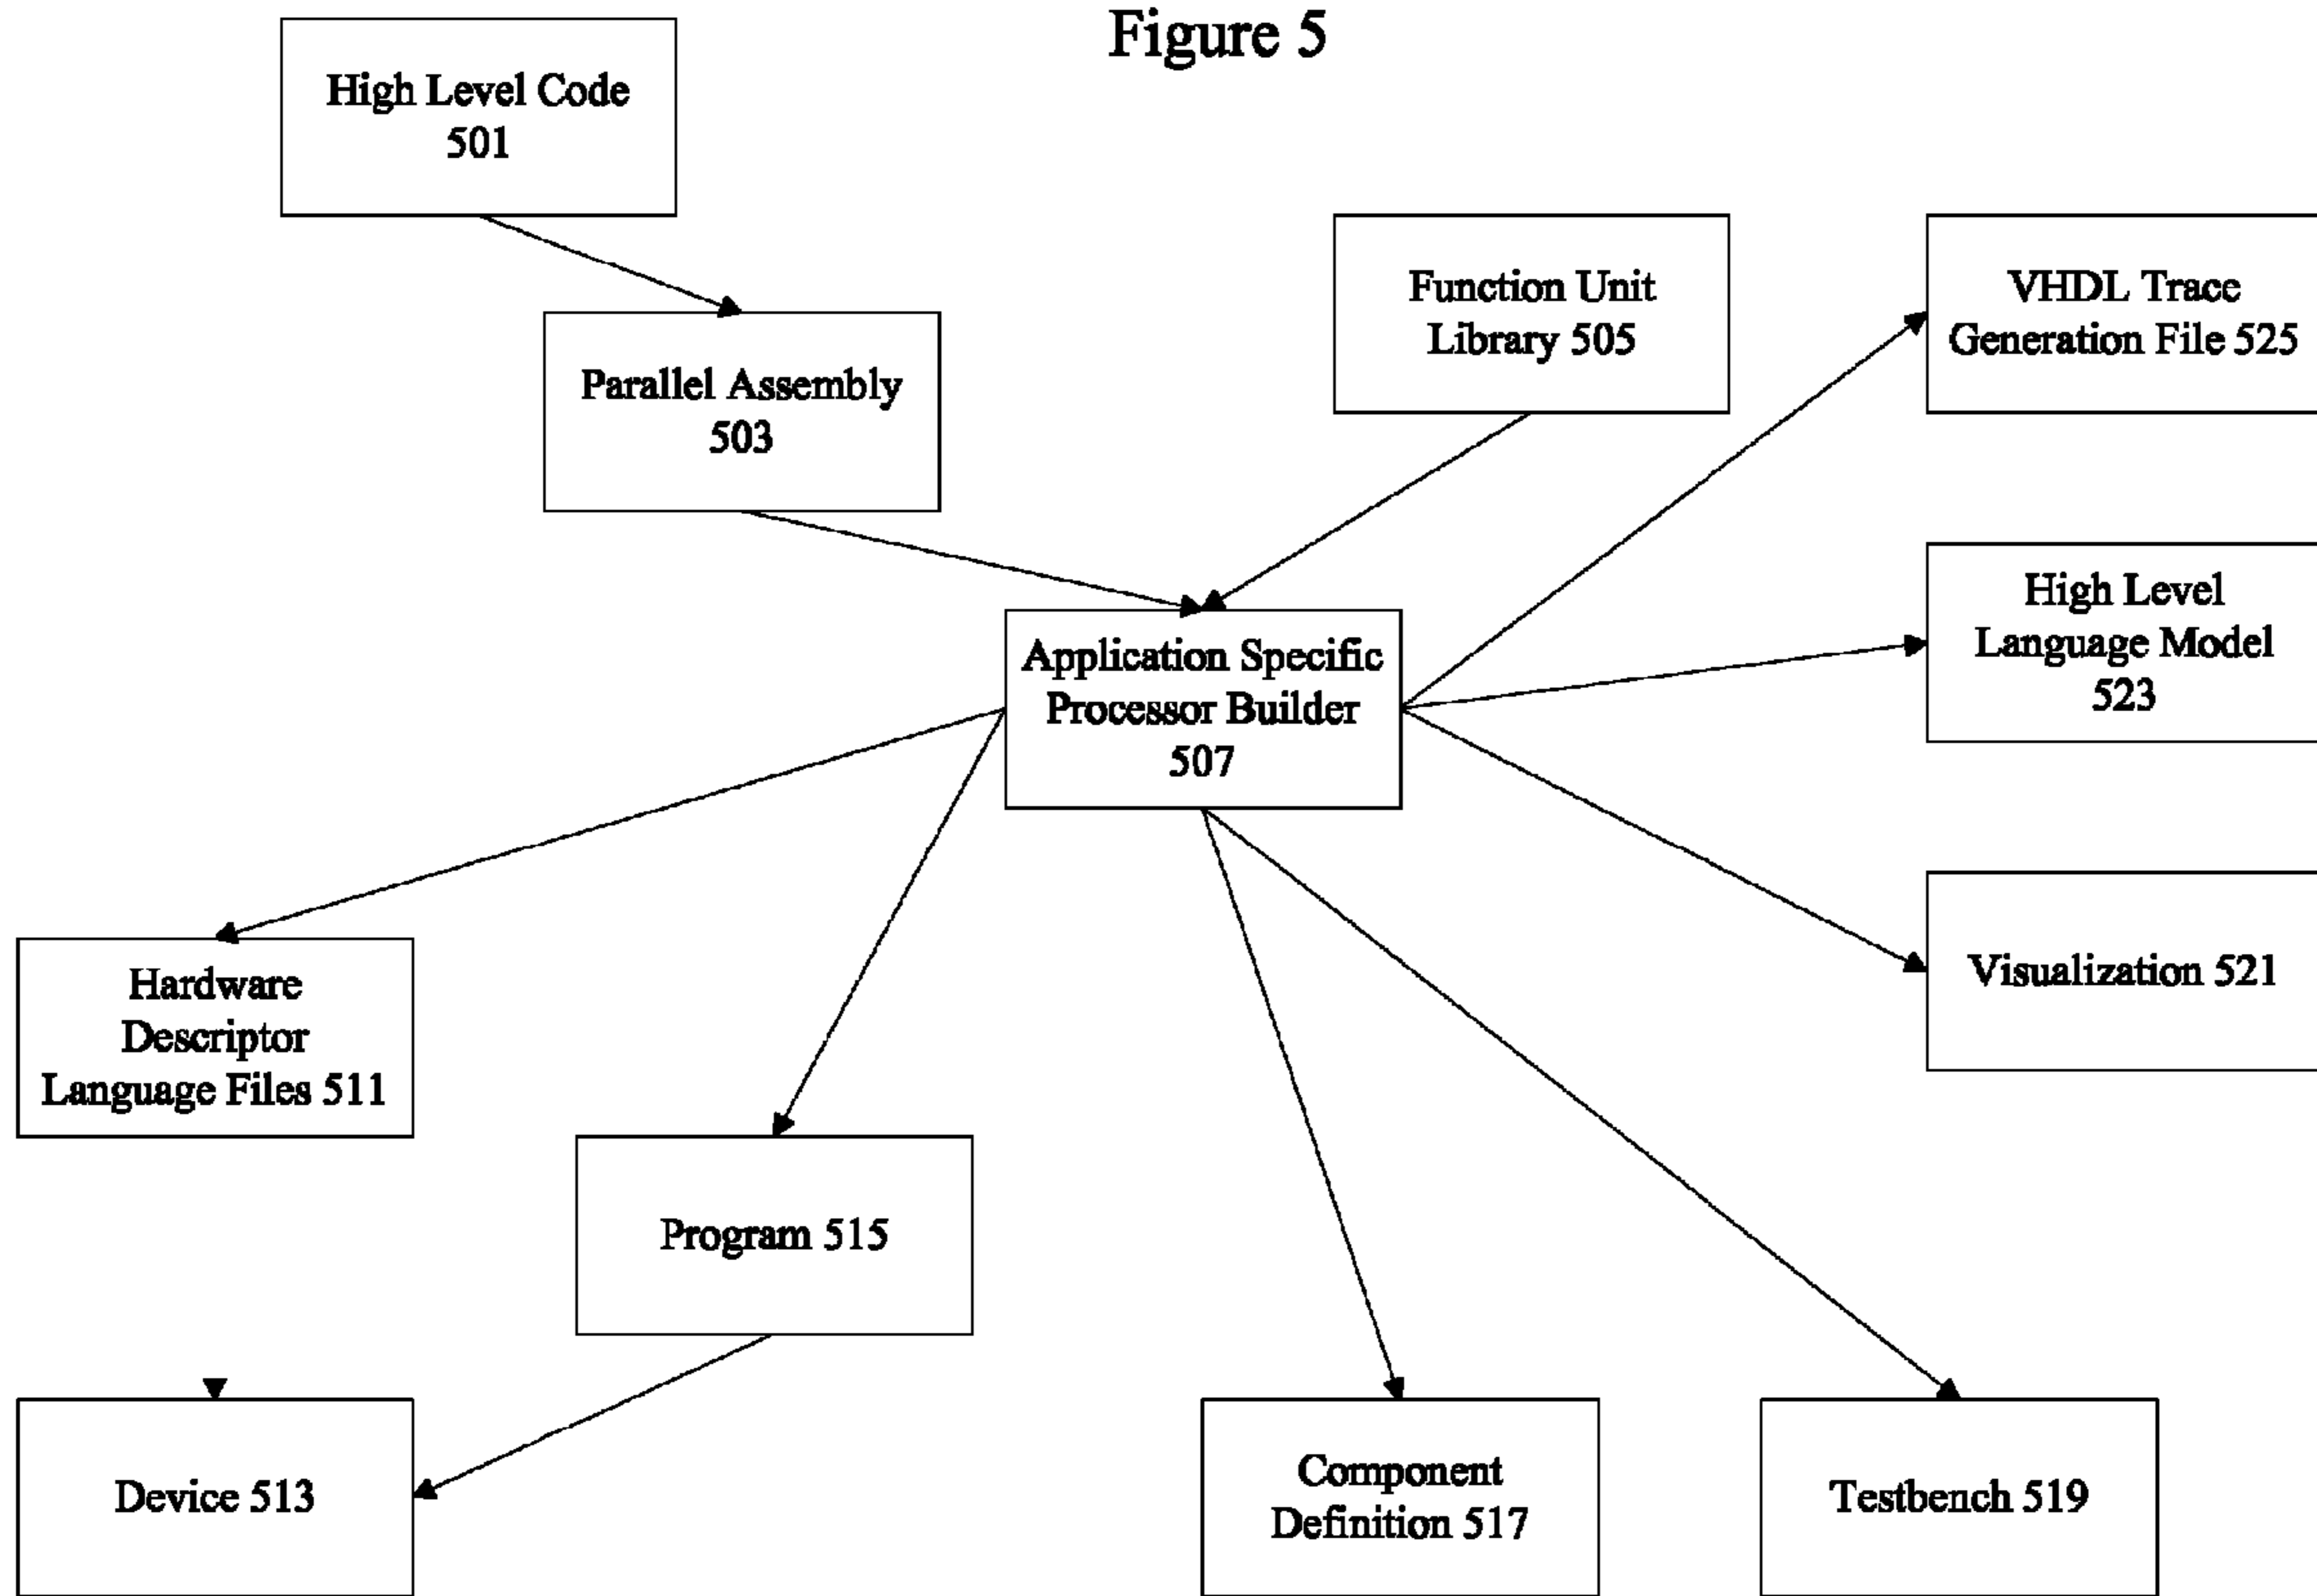 Figure 5
High Level Code
501
Parallel Assembly
503
Function Unit
Library 505
VHDL Trace
Generation File 525
High Level
Language Model
523
Application Specific
Processor Builder
507
Visualization 521
Hardware
Descriptor
Language Files 511
Program 515
Device 513
Component
Definition 517
Testbench 519